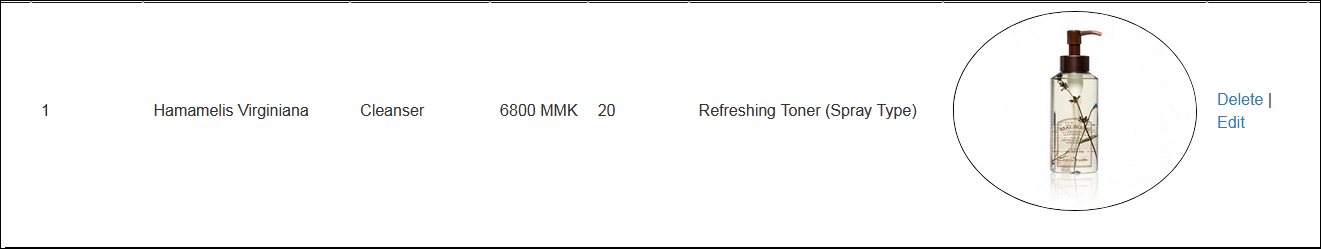 1 Hamamelis Virginiana Cleanser 6800 MMK 20 Refreshing Toner (Spray Type) Delete |
Edit